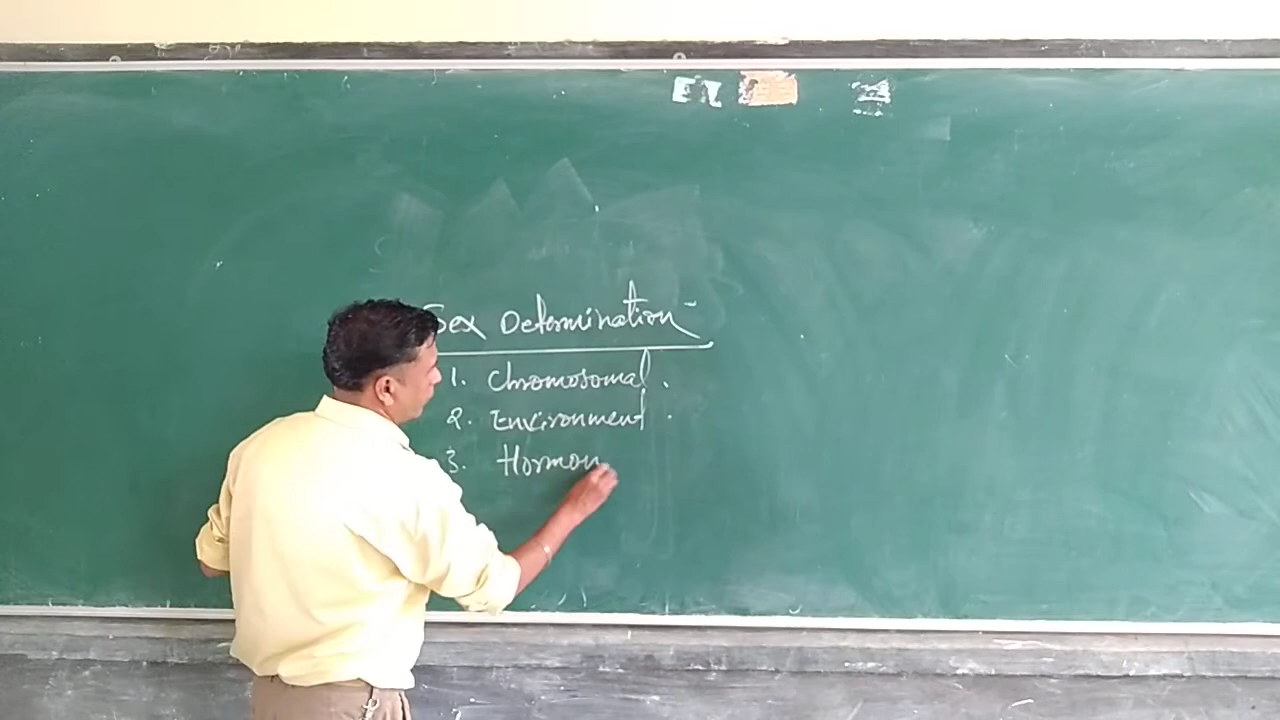 Sex Determination
1. Chromosomal.
2. Environment.
3. Hormon